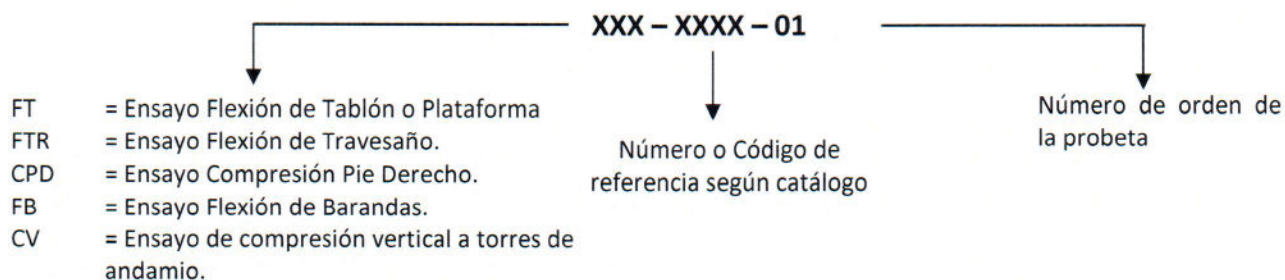 XXX – XXXX – 01
FT = Ensayo Flexión de Tablón o Plataforma
FTR = Ensayo Flexión de Travesaño.
CPD = Ensayo Compresión Pie Derecho.
FB = Ensayo Flexión de Barandas.
CV = Ensayo de compresión vertical a torres de
andamio.
Número o Código de
referencia según catálogo
Número de orden de
la probeta